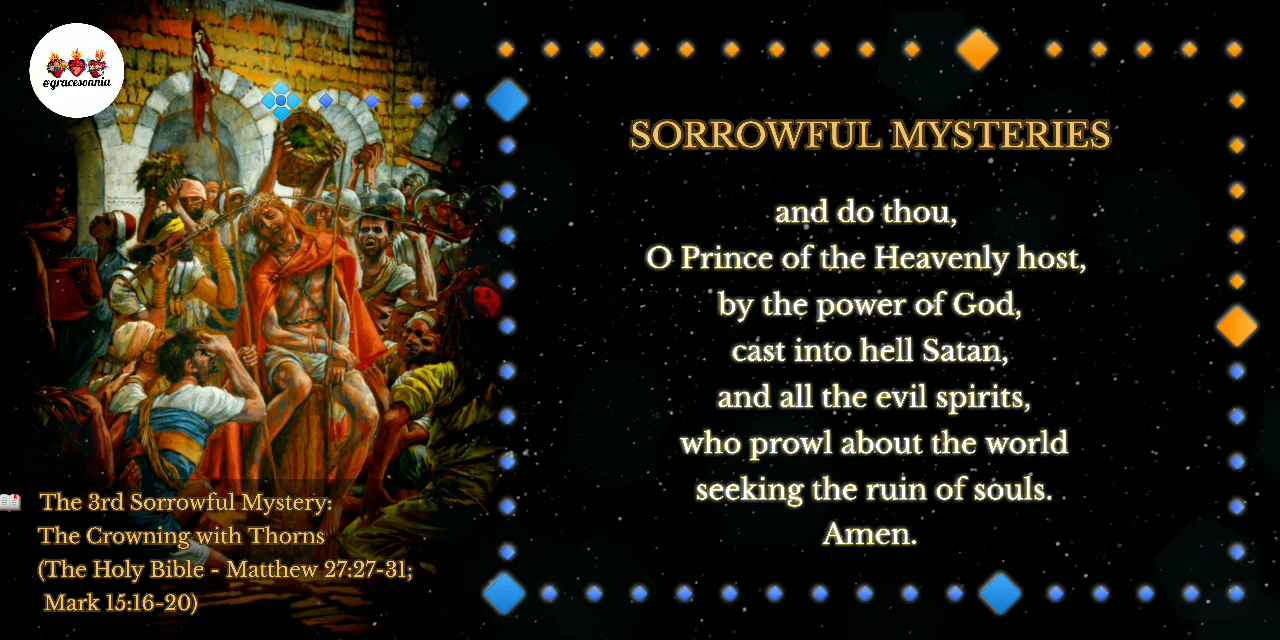 @gracesonnia
SORROWFUL MYSTERIES
and do thou,
O Prince of the Heavenly host,
by the power of God,
cast into hell Satan,
and all the evil spirits,
who prowl about the world
seeking the ruin of souls.
Amen.
The 3rd Sorrowful Mystery:
The Crowning with Thorns
(The Holy Bible - Matthew 27:27-31;
Mark 15:16-20)